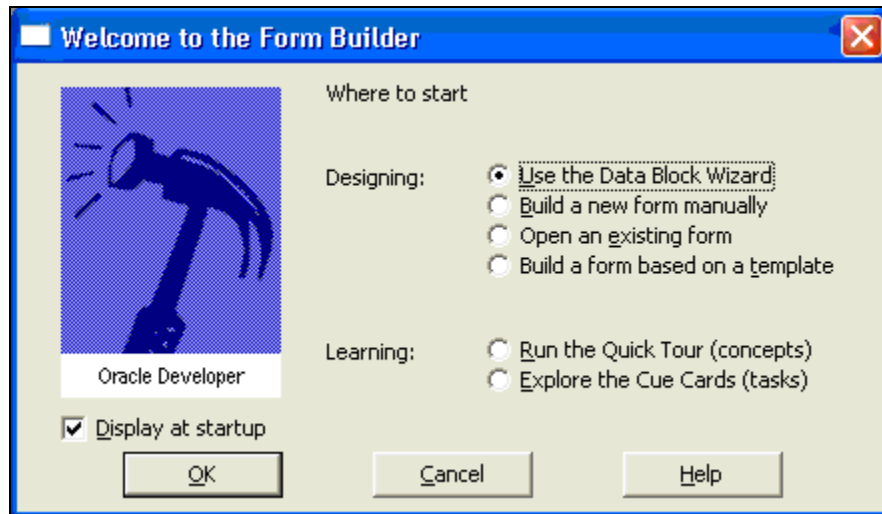 Welcome to the Form Builder
Where to start
Designing:
Use the Data Block Wizard
Build a new form manually
Open an existing form
Build a form based on a template
Learning:
Run the Quick Tour (concepts)
Explore the Cue Cards (tasks)
Oracle Developer
Display at startup
OK Cancel Help